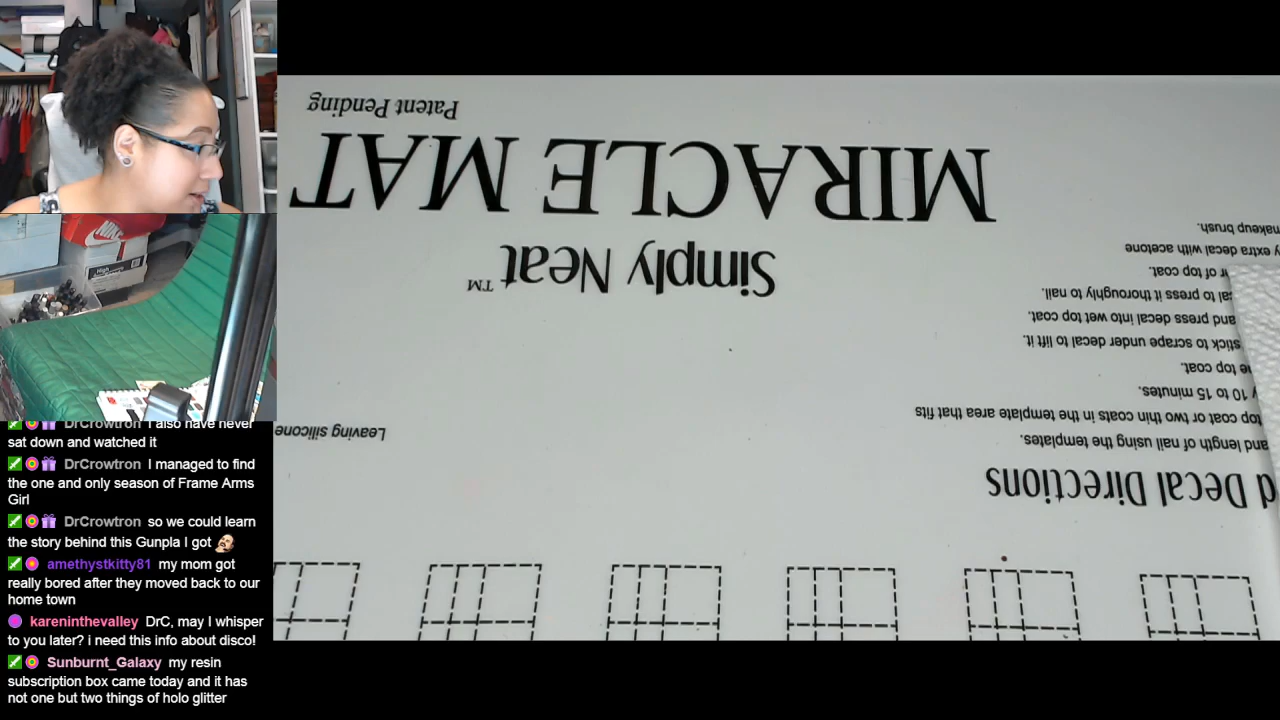 Patent Pending
MIRACLE MAT
Simply Neat™
makeup brush.
extra decal with acetone
of top coat.
to press it thoroughly to nail.
and press decal into wet top coat.
stick to scrape under decal to lift it.
top coat.
10 to 15 minutes.
top coat or two thin coats in the template area that fits
and length of nail using the templates.
Decal Directions
Leaving silicone
NIKE
DrCrowtron I also have never
sat down and watched it
DrCrowtron I managed to find
the one and only season of Frame Arms
Girl
DrCrowtron so we could learn
the story behind this Gunpla I got
amethystkitty81 my mom got
really bored after they moved back to our
home town
kareninthevalley DrC, may I whisper
to you later? i need this info about disco!
Sunburnt_Galaxy my resin
subscription box came today and it has
not one but two things of holo glitter